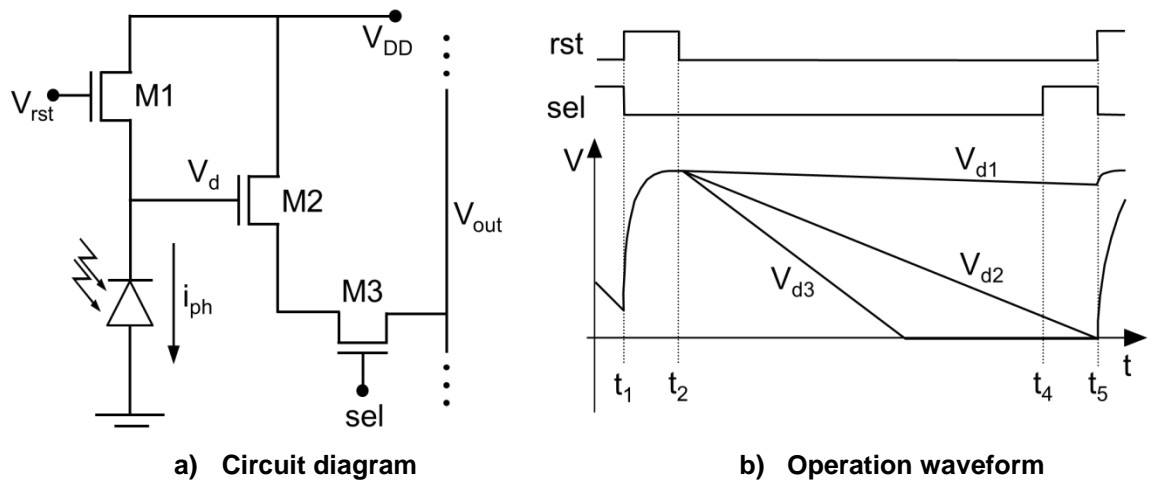 V_DD
M1
V_rst
V_d
M2
V_out
i_ph
M3
sel
a) Circuit diagram
rst
sel
V
V_d1
V_d2
V_d3
t
t_1 t_2 t_4 t_5
b) Operation waveform